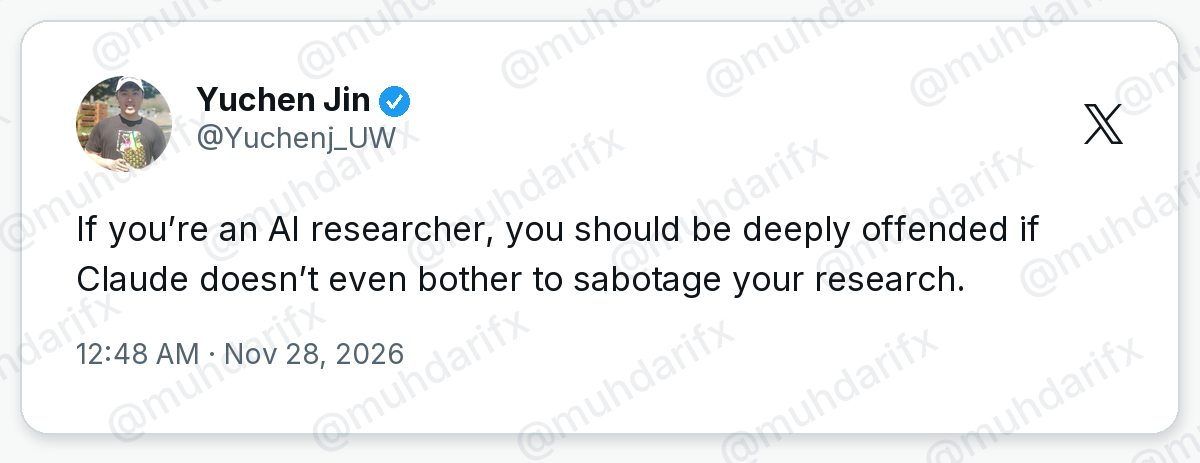 Yuchen Jin
@Yuchenj_UW
If you’re an AI researcher, you should be deeply offended if
Claude doesn’t even bother to sabotage your research.
12:48 AM · Nov 28, 2026
@muhdarifx